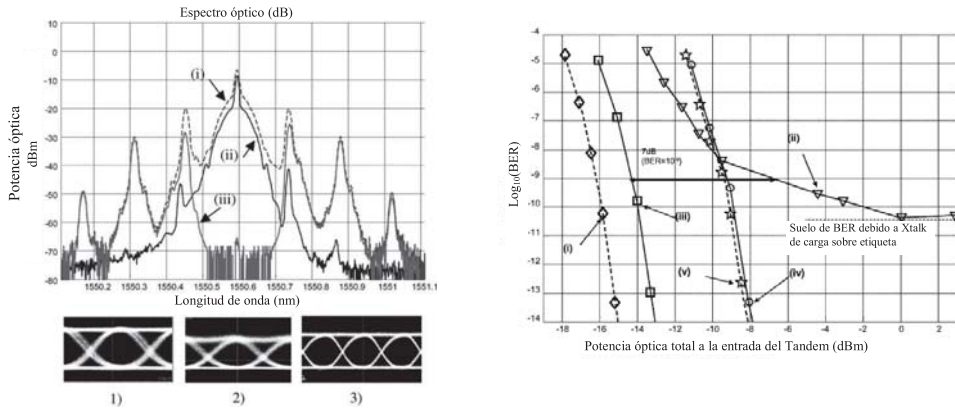 Espectro óptico (dB)
10
0
-10
-20
-30
-40
-50
-60
-70
-80
Potencia óptica
dBm
(i)
(ii)
(iii)
1550.2
1550.3
1550.4
1550.5
1550.6
1550.7
1550.8
1550.9
1551
1551.1
Longitud de onda (nm)
1)
2)
3)
-4
-5
-6
-7
-8
-9
-10
-11
-12
-13
-14
Log10(BER)
7dB
(BER=10⁻⁹)
(ii)
(i)
(iii)
(v)
(iv)
Suelo de BER debido a Xtalk
de carga sobre etiqueta
-18
-16
-14
-12
-10
-8
-6
-4
-2
0
2
Potencia óptica total a la entrada del Tandem (dBm)